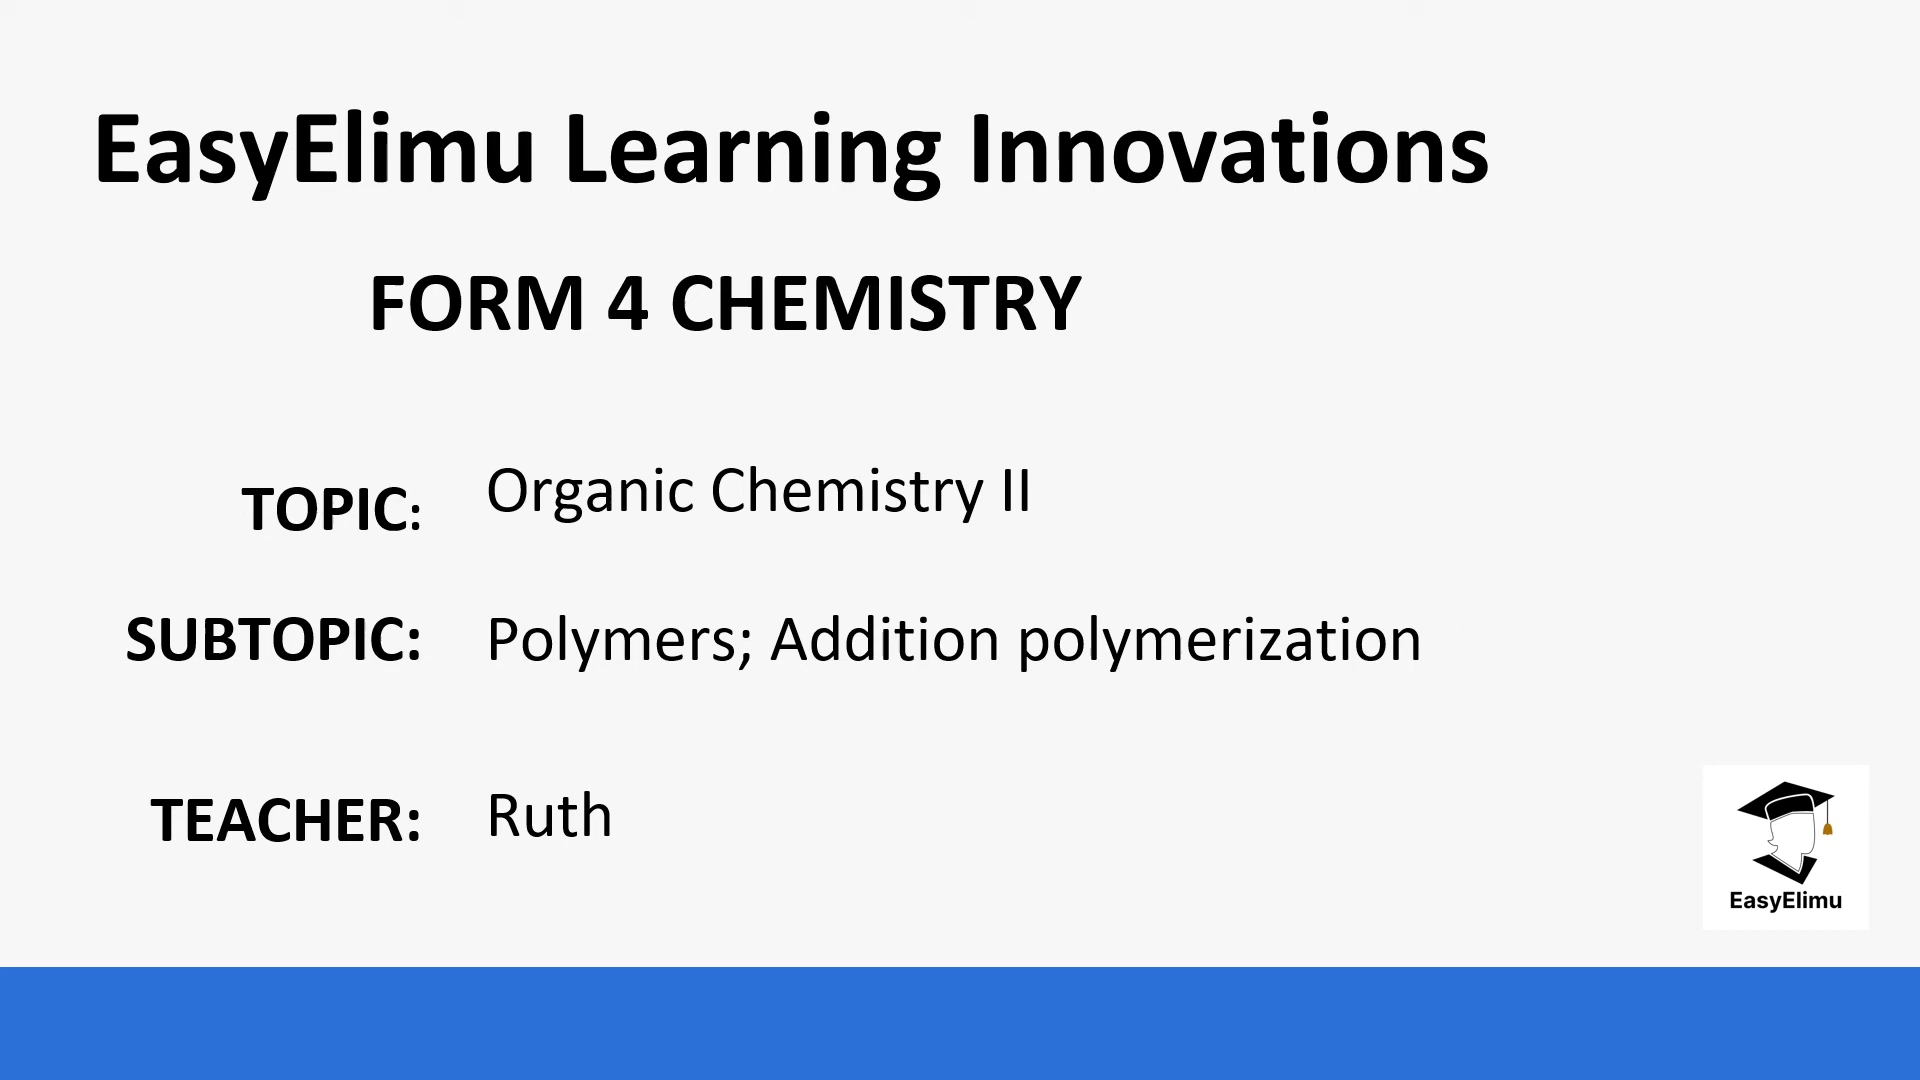 EasyElimu Learning Innovations
FORM 4 CHEMISTRY
TOPIC: Organic Chemistry II
SUBTOPIC: Polymers; Addition polymerization
TEACHER: Ruth
EasyElimu